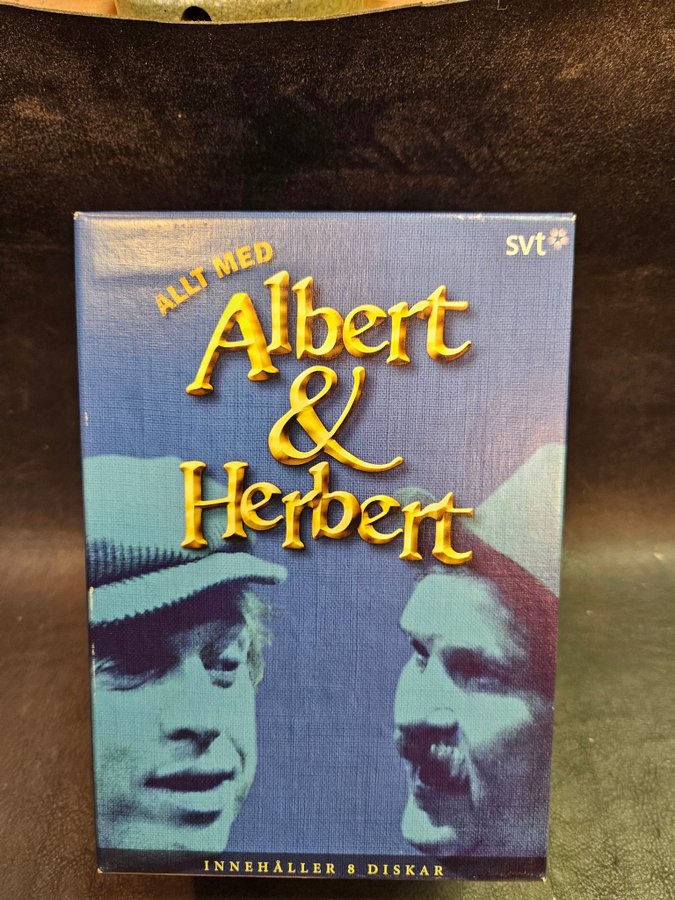 svt
ALLT MED
Albert
&
Herbert
INNEHÅLLER 8 DISKAR